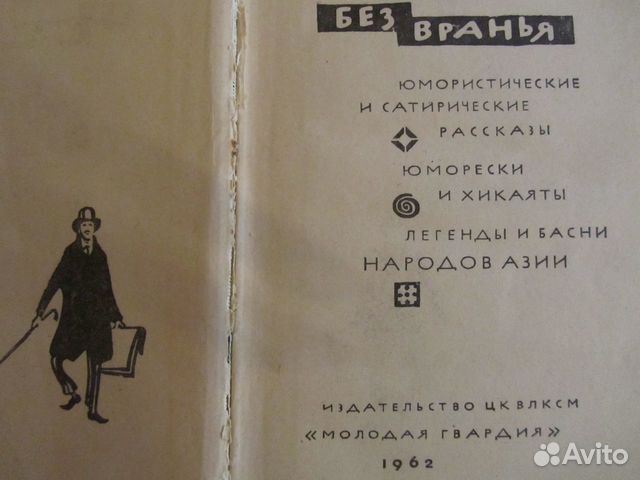 БЕЗ ВРАНЬЯ
ЮМОРИСТИЧЕСКИЕ
И САТИРИЧЕСКИЕ
РАССКАЗЫ
ЮМОРЕСКИ
И ХИКАЯТЫ
ЛЕГЕНДЫ И БАСНИ
НАРОДОВ АЗИИ
ИЗДАТЕЛЬСТВО ЦК ВЛКСМ
«МОЛОДАЯ ГВАРДИЯ»
1962
Avito